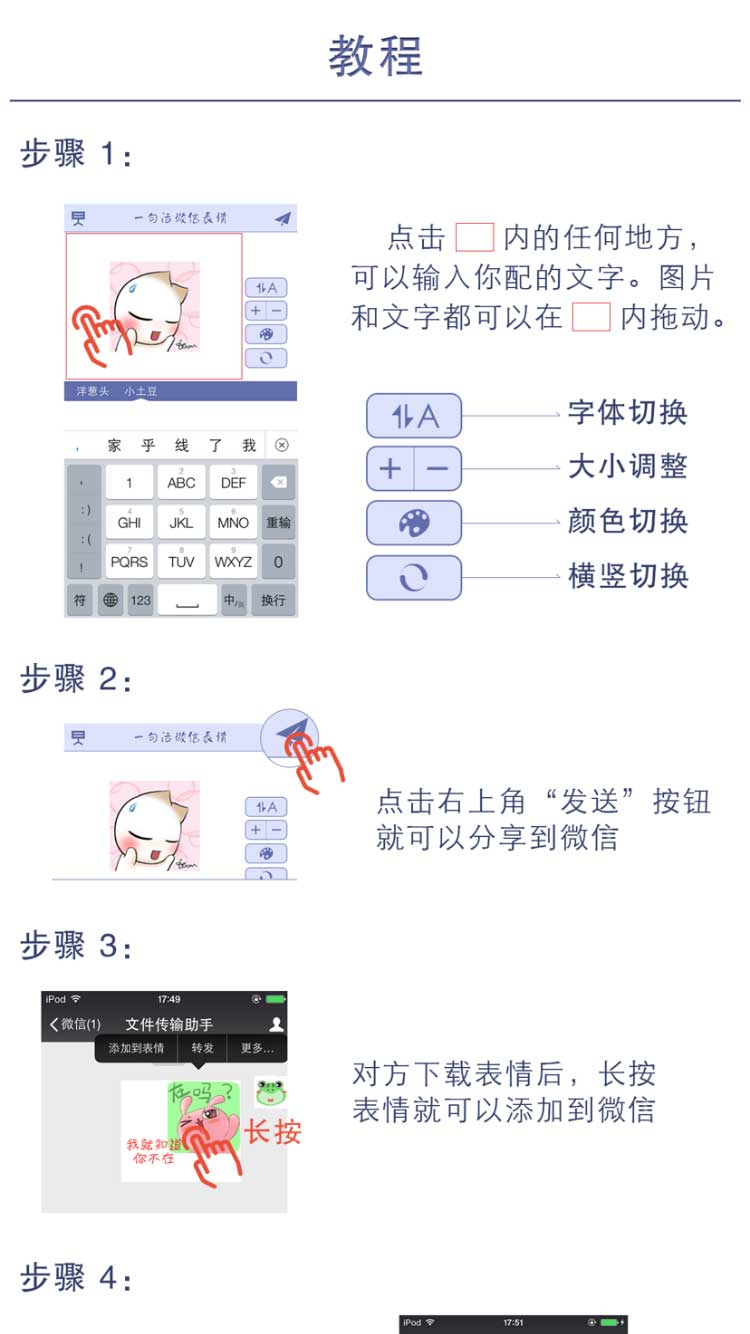 教程
步骤 1：
一句话微信表情
点击 内的任何地方，
可以输入你配的文字。图片
和文字都可以在 内拖动。
A
+ −
洋葱头 小土豆
A
字体切换
+ −
大小调整
颜色切换
横竖切换
， 家 乎 线 了 我
， 1 2 ABC 3 DEF
:) 4 GHI 5 JKL 6 MNO 重输
:( 
! 7 PQRS 8 TUV 9 WXYZ 0
符 123 中/英 换行
步骤 2：
一句话微信表情
A
+ −
点击右上角“发送”按钮
就可以分享到微信
步骤 3：
iPod 17:49
微信(1) 文件传输助手
添加到表情 转发 更多...
在吗？
我就知道
你不在
长按
对方下载表情后，长按
表情就可以添加到微信
步骤 4：
iPod 17:51